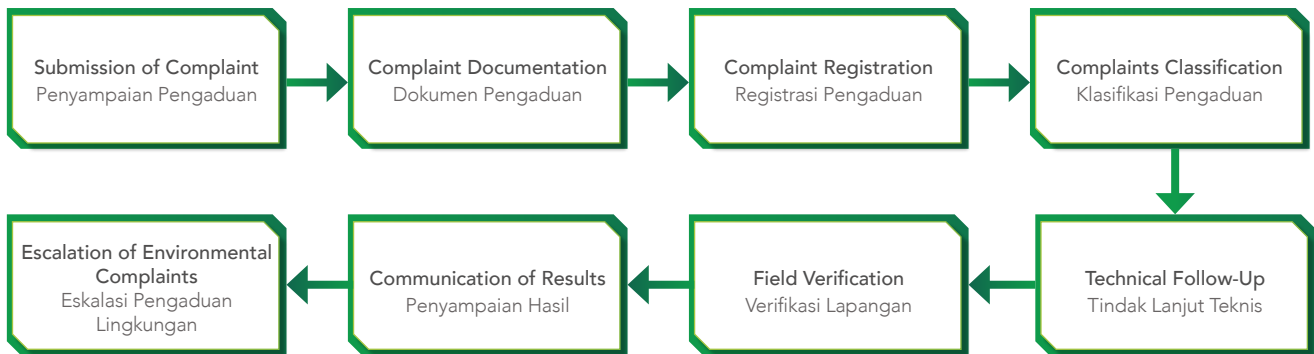 Submission of Complaint
Penyampaian Pengaduan
Complaint Documentation
Dokumen Pengaduan
Complaint Registration
Registrasi Pengaduan
Complaints Classification
Klasifikasi Pengaduan
Technical Follow-Up
Tindak Lanjut Teknis
Field Verification
Verifikasi Lapangan
Communication of Results
Penyampaian Hasil
Escalation of Environmental
Complaints
Eskalasi Pengaduan
Lingkungan